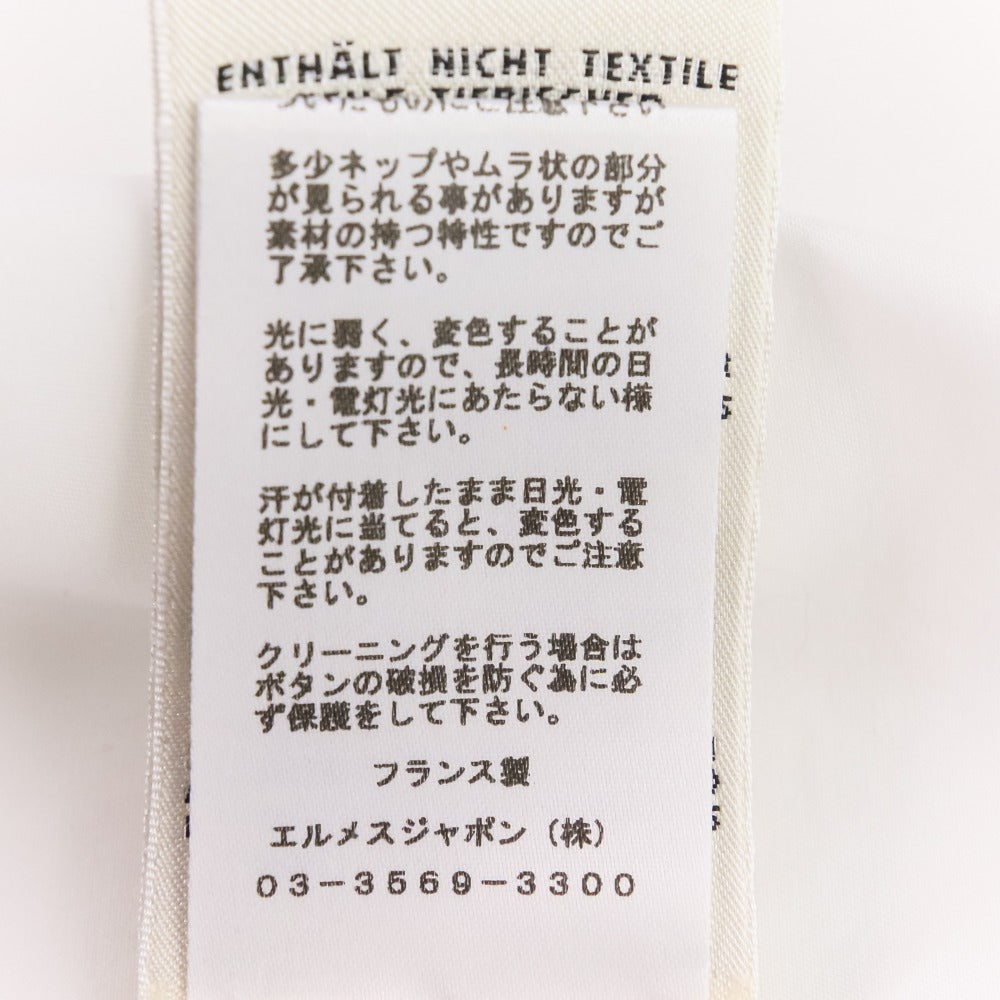 ENTHÄLT NICHT TEXTILE
多少ネップやムラ状の部分
が見られる事がありますが
素材の持つ特性ですのでご
了承下さい。
光に弱く、変色することが
ありますので、長時間の日
光・電灯光にあたらない様
にして下さい。
汗が付着したまま日光・電
灯光に当てると、変色する
ことがありますのでご注意
下さい。
クリーニングを行う場合は
ボタンの破損を防ぐ為に必
ず保護をして下さい。
フランス製
エルメスジャポン（株）
03-3569-3300